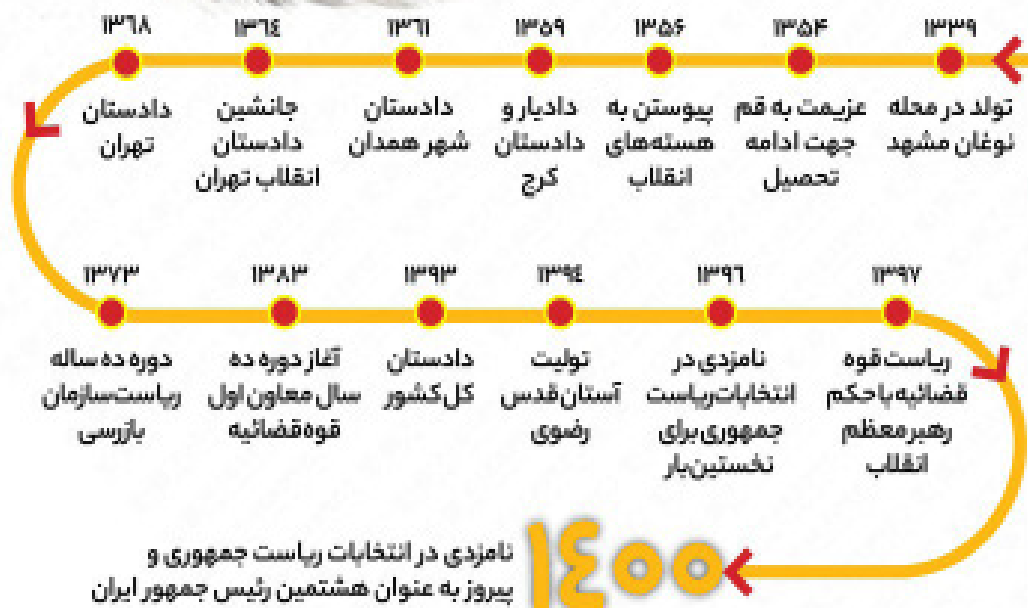 ۱۳۳۹
تولد در محله
نوغان مشهد
۱۳۵۴
عزیمت به قم
جهت ادامه
تحصیل
۱۳۵۶
پیوستن به
هسته‌های
انقلاب
۱۳۵۹
دادیار و
دادستان
کرج
۱۳۶۱
دادستان
شهر همدان
۱۳۶٤
جانشین
دادستان
انقلاب تهران
۱۳۶۸
دادستان
تهران
۱۳۷۳
دوره ده ساله
ریاست سازمان
بازرسی
۱۳۸۳
آغاز دوره ده
سال معاون اول
قوه قضائیه
۱۳۹۳
دادستان
کل کشور
۱۳۹٤
تولیت
آستان قدس
رضوی
۱۳۹۶
نامزدی در
انتخابات ریاست
جمهوری برای
نخستین بار
۱۳۹۷
ریاست قوه
قضائیه با حکم
رهبر معظم
انقلاب
۱٤۰۰
نامزدی در انتخابات ریاست جمهوری و
پیروز به عنوان هشتمین رئیس جمهور ایران